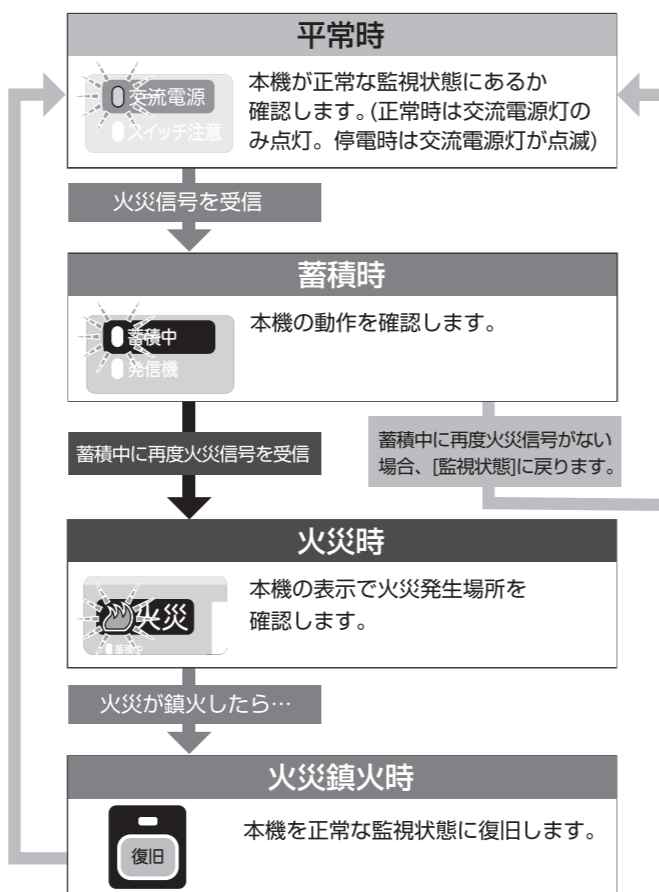 平常時
交流電源
スイッチ注意
本機が正常な監視状態にあるか
確認します。(正常時は交流電源灯の
み点灯。停電時は交流電源灯が点滅)
火災信号を受信
蓄積時
蓄積中
発信機
本機の動作を確認します。
蓄積中に再度火災信号を受信
蓄積中に再度火災信号がない
場合、[監視状態]に戻ります。
火災時
火災
蓄積中
本機の表示で火災発生場所を
確認します。
火災が鎮火したら…
火災鎮火時
復旧
本機を正常な監視状態に復旧します。